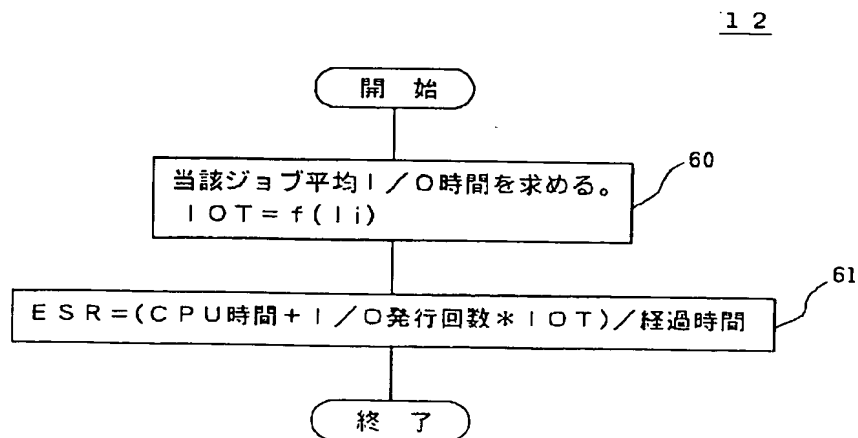 12
開始
当該ジョブ平均I/O時間を求める。
IOT=f(Ii)
60
ESR=(CPU時間+I/O発行回数*IOT)/経過時間
61
終了